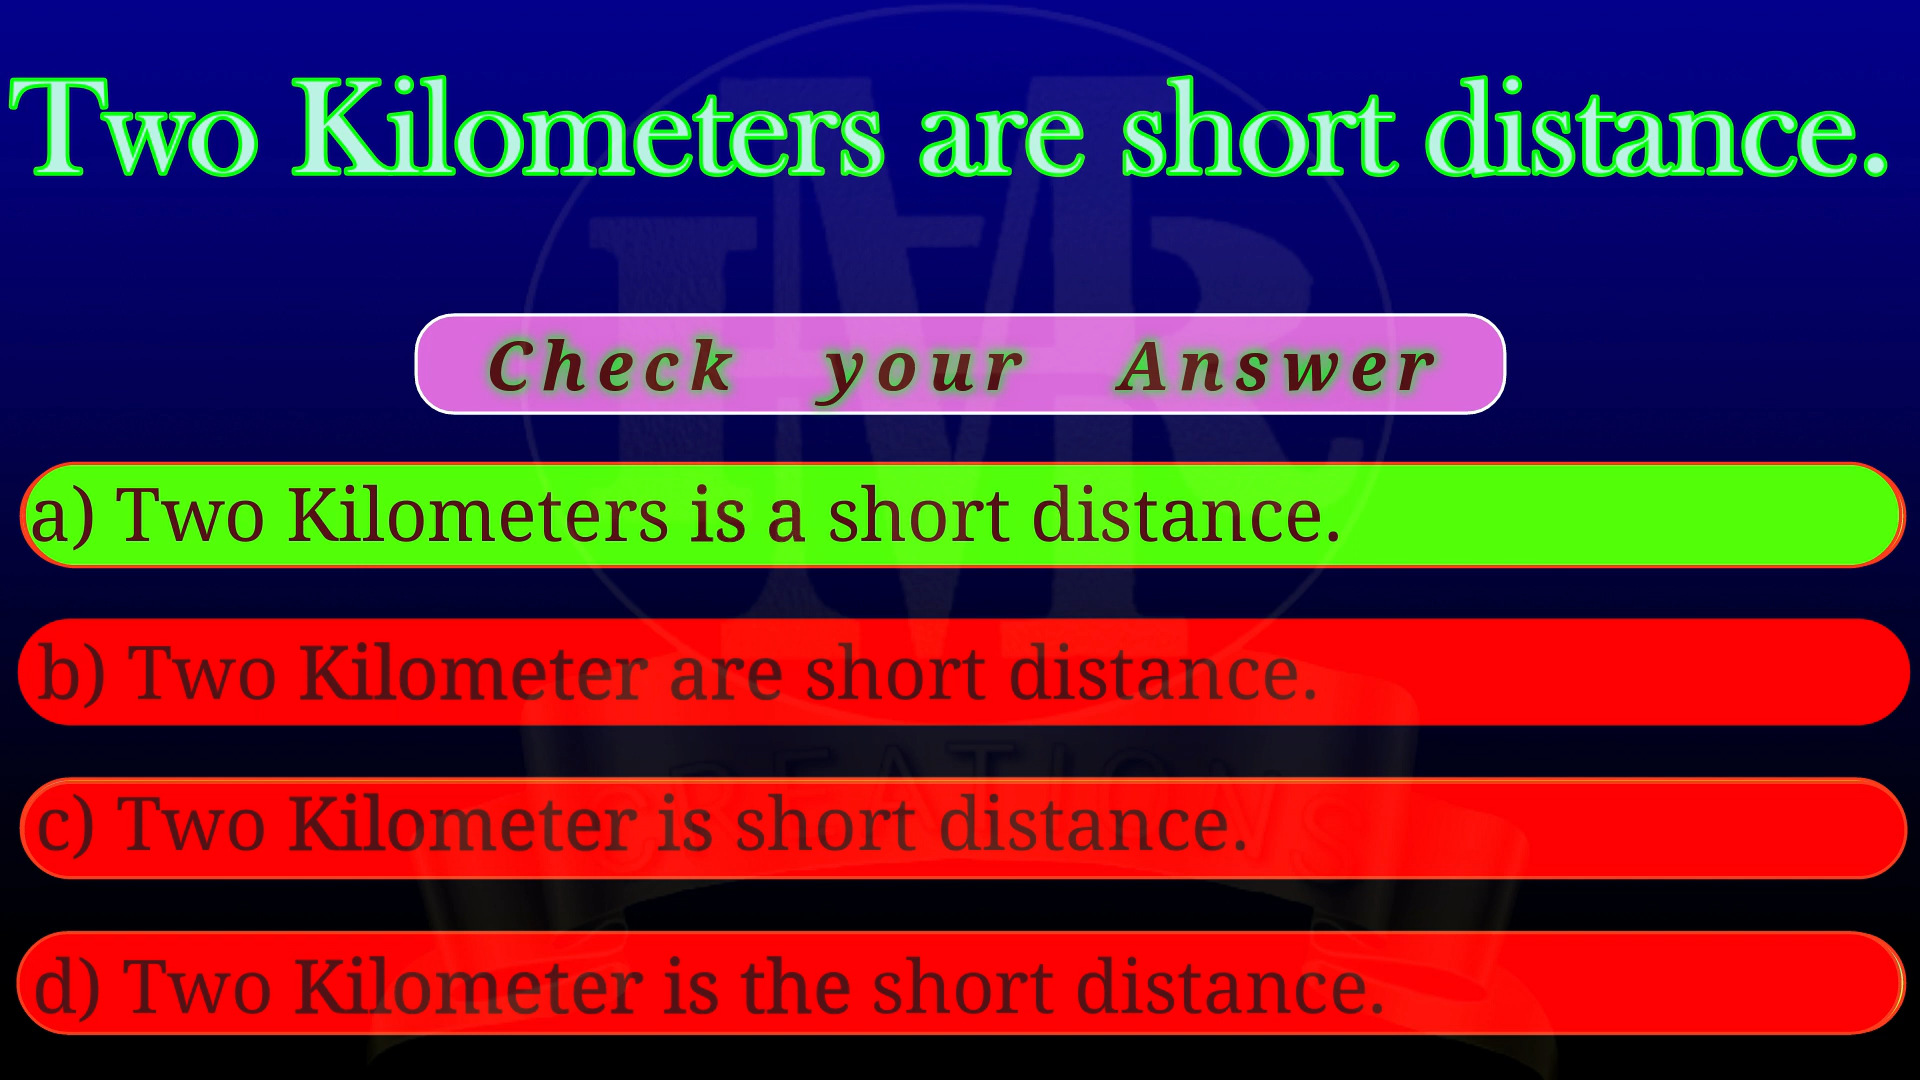 Two Kilometers are short distance.
Check your Answer
a) Two Kilometers is a short distance.
b) Two Kilometer are short distance.
c) Two Kilometer is short distance.
d) Two Kilometer is the short distance.
CREATIONS